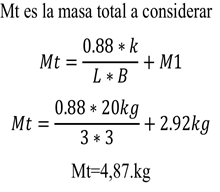 Mt es la masa total a considerar
Mt = 0.88 * k / L * B + M1
Mt = 0.88 * 20kg / 3 * 3 + 2.92kg
Mt=4,87.kg